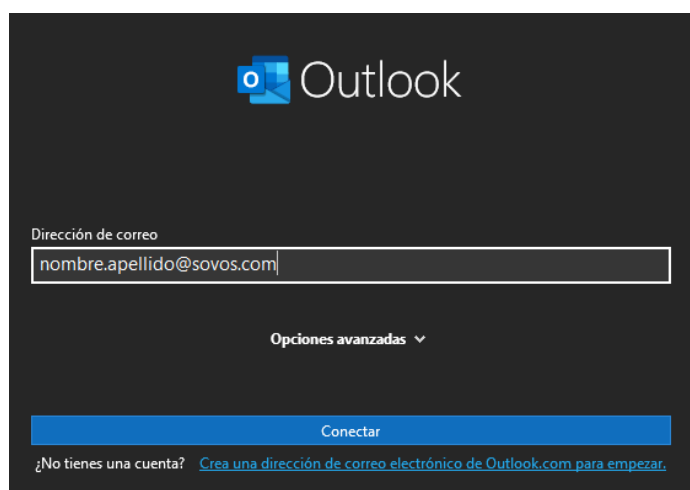 Outlook
Dirección de correo
nombre.apellido@sovos.com
Opciones avanzadas
Conectar
¿No tienes una cuenta? Crea una dirección de correo electrónico de Outlook.com para empezar.